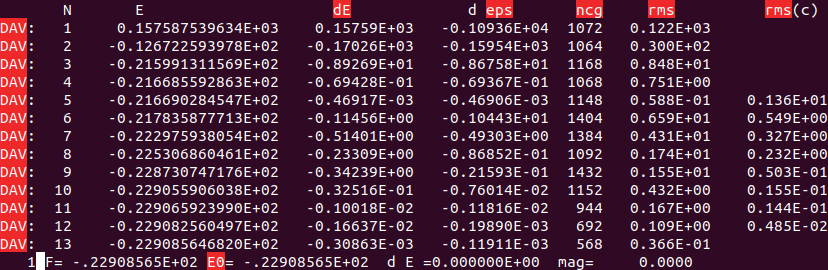 N E dE d eps ncg rms rms(c)
DAV: 1 0.157587539634E+03 0.15759E+03 -0.10936E+04 1072 0.122E+03
DAV: 2 -0.126722593978E+02 -0.17026E+03 -0.15954E+03 1064 0.300E+02
DAV: 3 -0.215991311569E+02 -0.89269E+01 -0.86758E+01 1168 0.848E+01
DAV: 4 -0.216685592863E+02 -0.69428E-01 -0.69367E-01 1068 0.751E+00
DAV: 5 -0.216690284547E+02 -0.46917E-03 -0.46906E-03 1148 0.588E-01 0.136E+01
DAV: 6 -0.217835877713E+02 -0.11456E+00 -0.10443E+01 1404 0.659E+01 0.549E+00
DAV: 7 -0.222975938054E+02 -0.51401E+00 -0.49303E+00 1384 0.431E+01 0.327E+00
DAV: 8 -0.225306860461E+02 -0.23309E+00 -0.86852E-01 1092 0.174E+01 0.232E+00
DAV: 9 -0.228730747176E+02 -0.34239E+00 -0.21593E-01 1432 0.155E+01 0.503E-01
DAV: 10 -0.229055906038E+02 -0.32516E-01 -0.76014E-02 1152 0.432E+00 0.155E-01
DAV: 11 -0.229065923990E+02 -0.10018E-02 -0.11816E-02 944 0.167E+00 0.144E-01
DAV: 12 -0.229082560497E+02 -0.16637E-02 -0.19890E-03 692 0.109E+00 0.485E-02
DAV: 13 -0.229085646820E+02 -0.30863E-03 -0.11911E-03 568 0.366E-01
1 F= -.22908565E+02 E0= -.22908565E+02 d E =0.000000E+00 mag= 0.0000